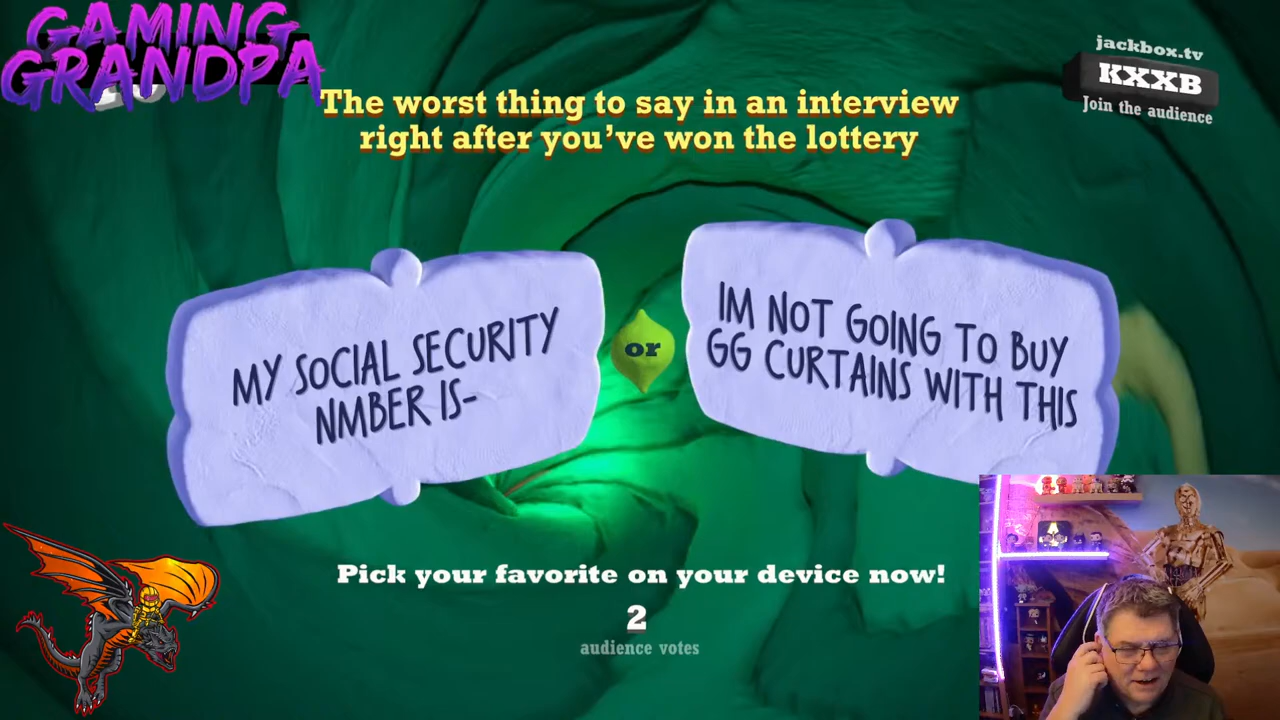 GAMING
GRANDPA
jackbox.tv
KXXB
Join the audience
The worst thing to say in an interview
right after you've won the lottery
MY SOCIAL SECURITY
NMBER IS-
or
IM NOT GOING TO BUY
GG CURTAINS WITH THIS
Pick your favorite on your device now!
2
audience votes